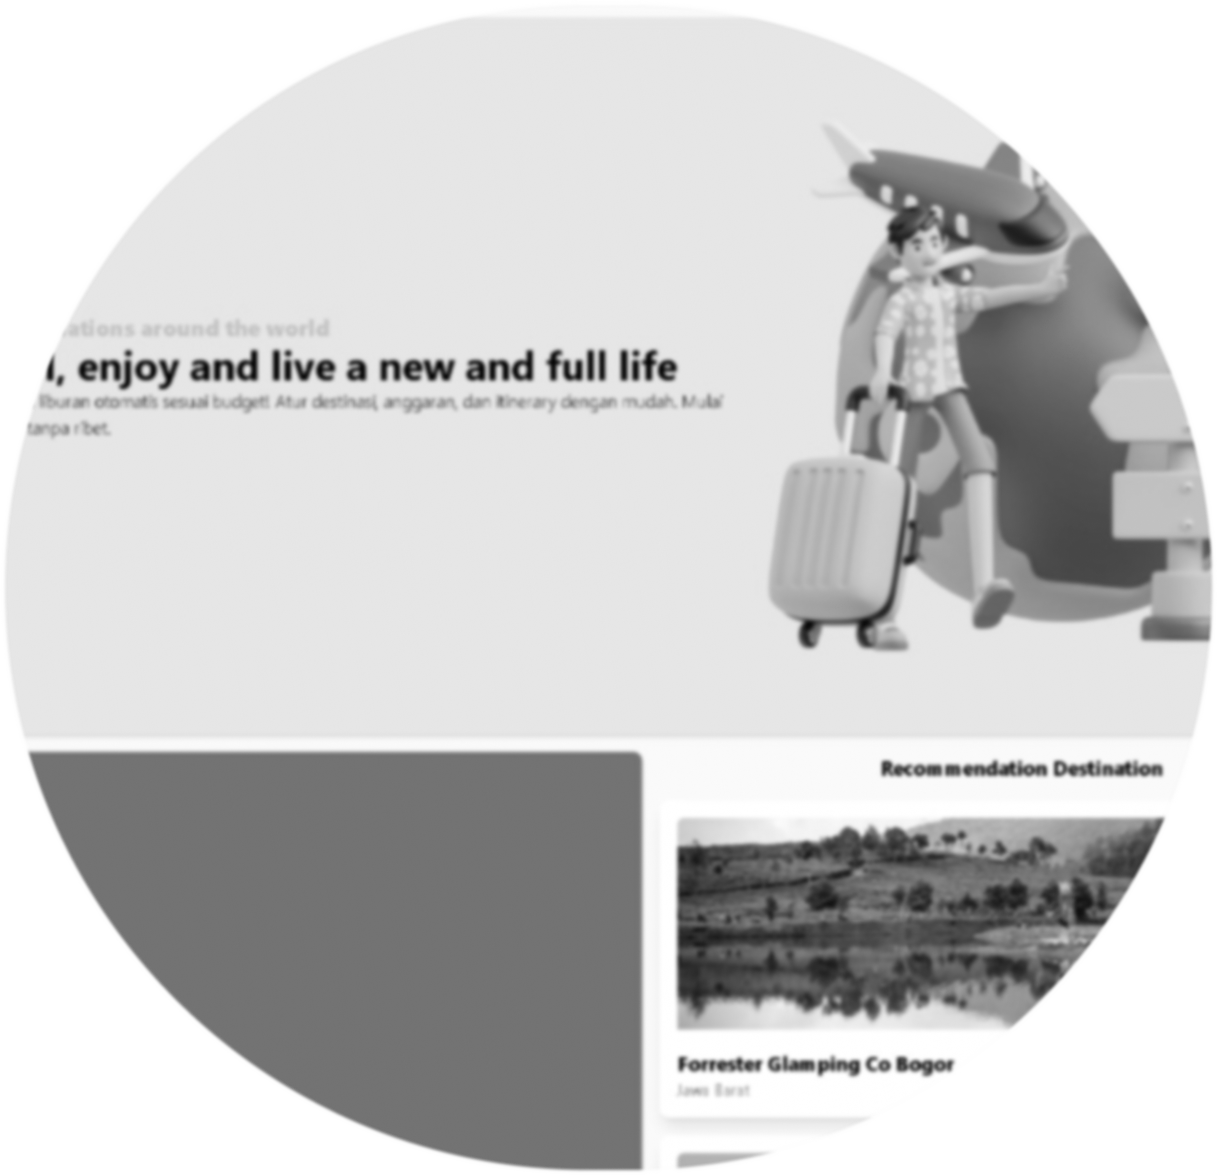 ations around the world
l, enjoy and live a new and full life
liburan otomatis sesuai budget! Atur destinasi, anggaran, dan itinerary dengan mudah. Mulai
tanpa ribet.
Recommendation Destination
Forrester Glamping Co Bogor
Jawa Barat